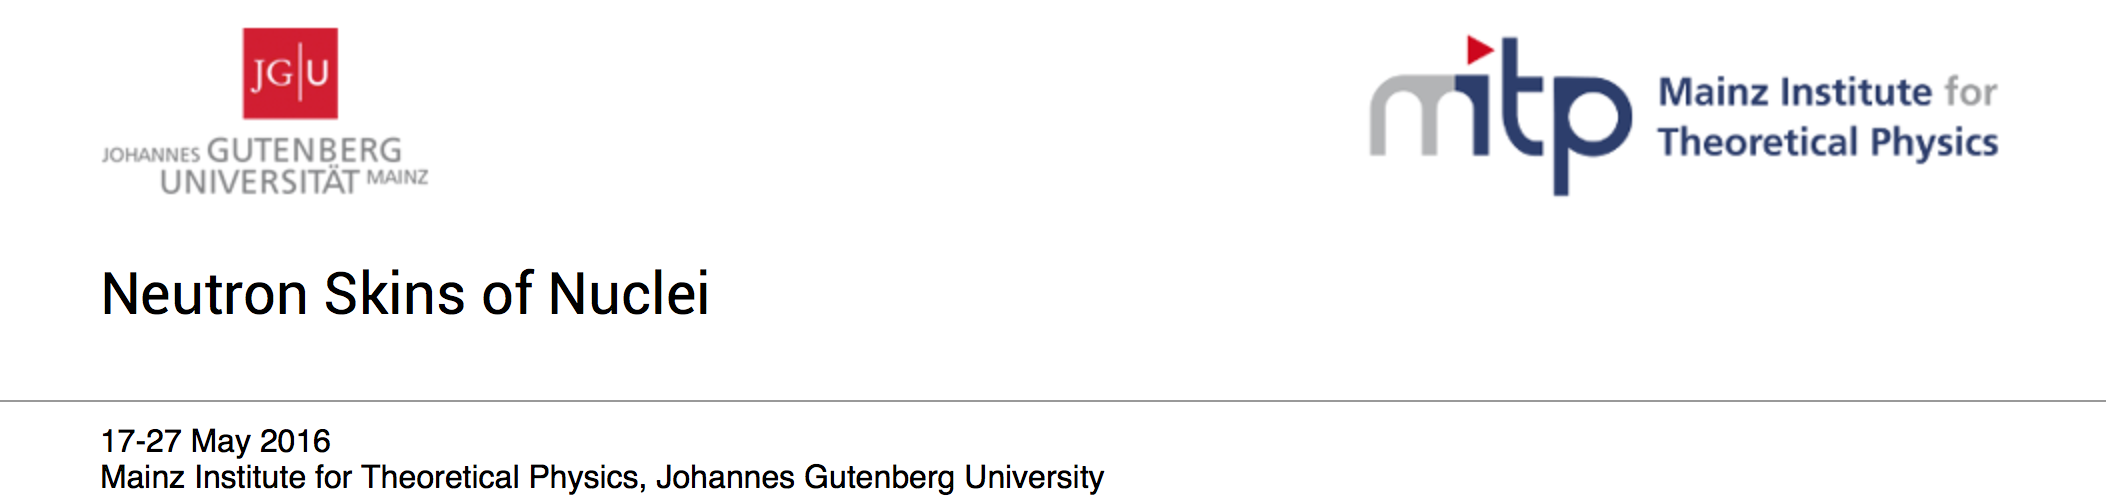 JG|U
JOHANNES GUTENBERG
UNIVERSITÄT MAINZ
mitp
Mainz Institute for
Theoretical Physics
Neutron Skins of Nuclei
17-27 May 2016
Mainz Institute for Theoretical Physics, Johannes Gutenberg University